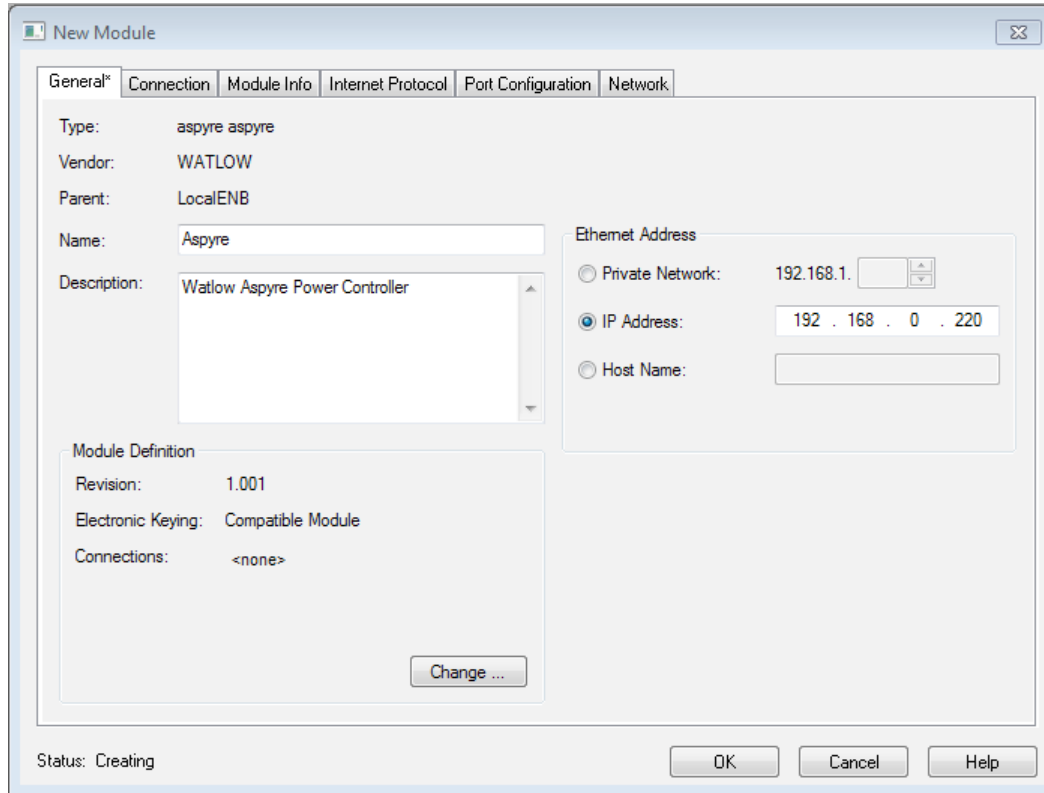 New Module
General* Connection Module Info Internet Protocol Port Configuration Network
Type: aspyre aspyre
Vendor: WATLOW
Parent: LocalENB
Name: Aspyre
Description: Watlow Aspyre Power Controller
Ethernet Address
Private Network: 192.168.1.
IP Address: 192 . 168 . 0 . 220
Host Name:
Module Definition
Revision: 1.001
Electronic Keying: Compatible Module
Connections: <none>
Change ...
Status: Creating
OK Cancel Help